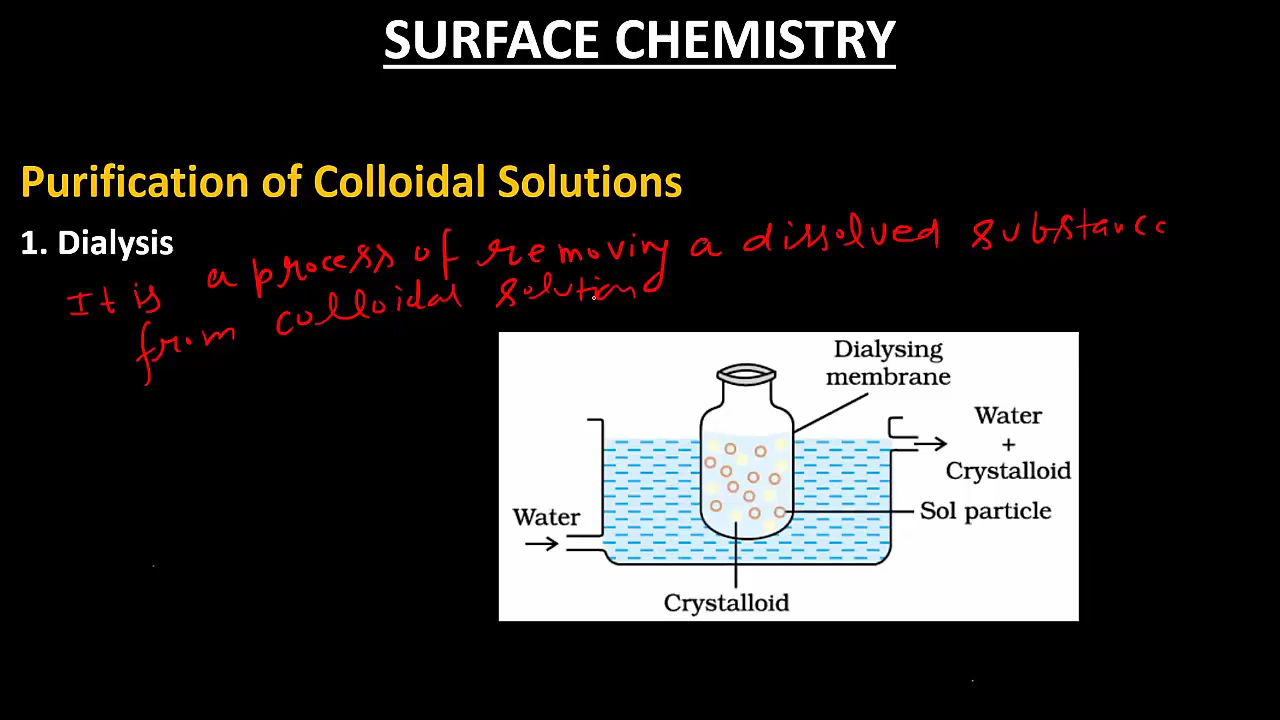 SURFACE CHEMISTRY
Purification of Colloidal Solutions
1. Dialysis
It is a process of removing a dissolved substance
from colloidal solution
Dialysing
membrane
Water
+
Crystalloid
Sol particle
Water
Crystalloid